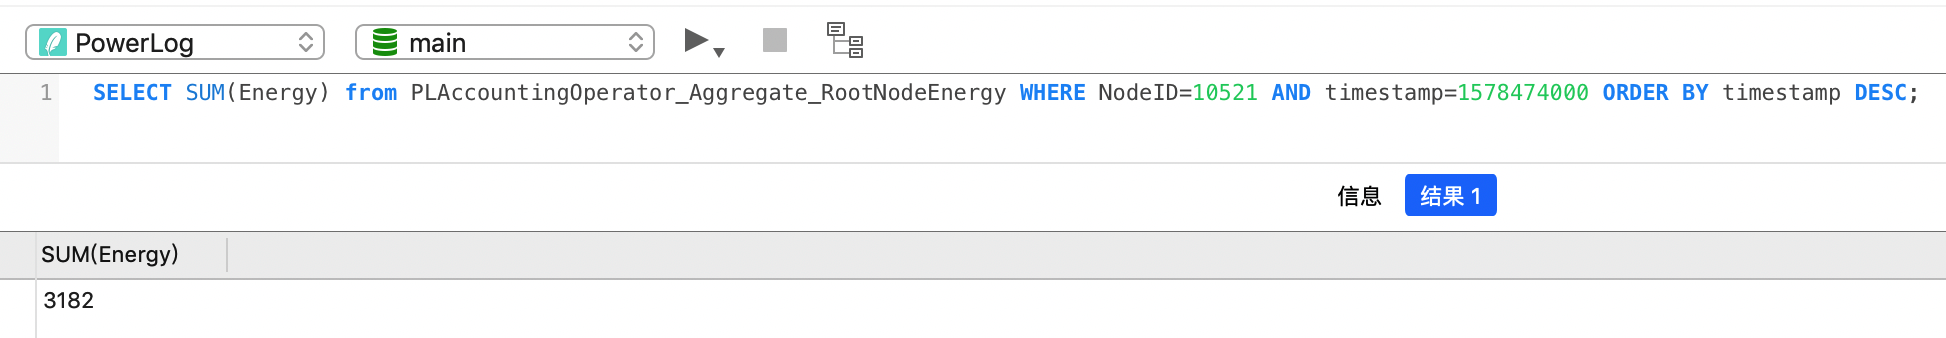 PowerLog main
1 SELECT SUM(Energy) from PLAccountingOperator_Aggregate_RootNodeEnergy WHERE NodeID=10521 AND timestamp=1578474000 ORDER BY timestamp DESC;
信息 结果 1
SUM(Energy)
3182